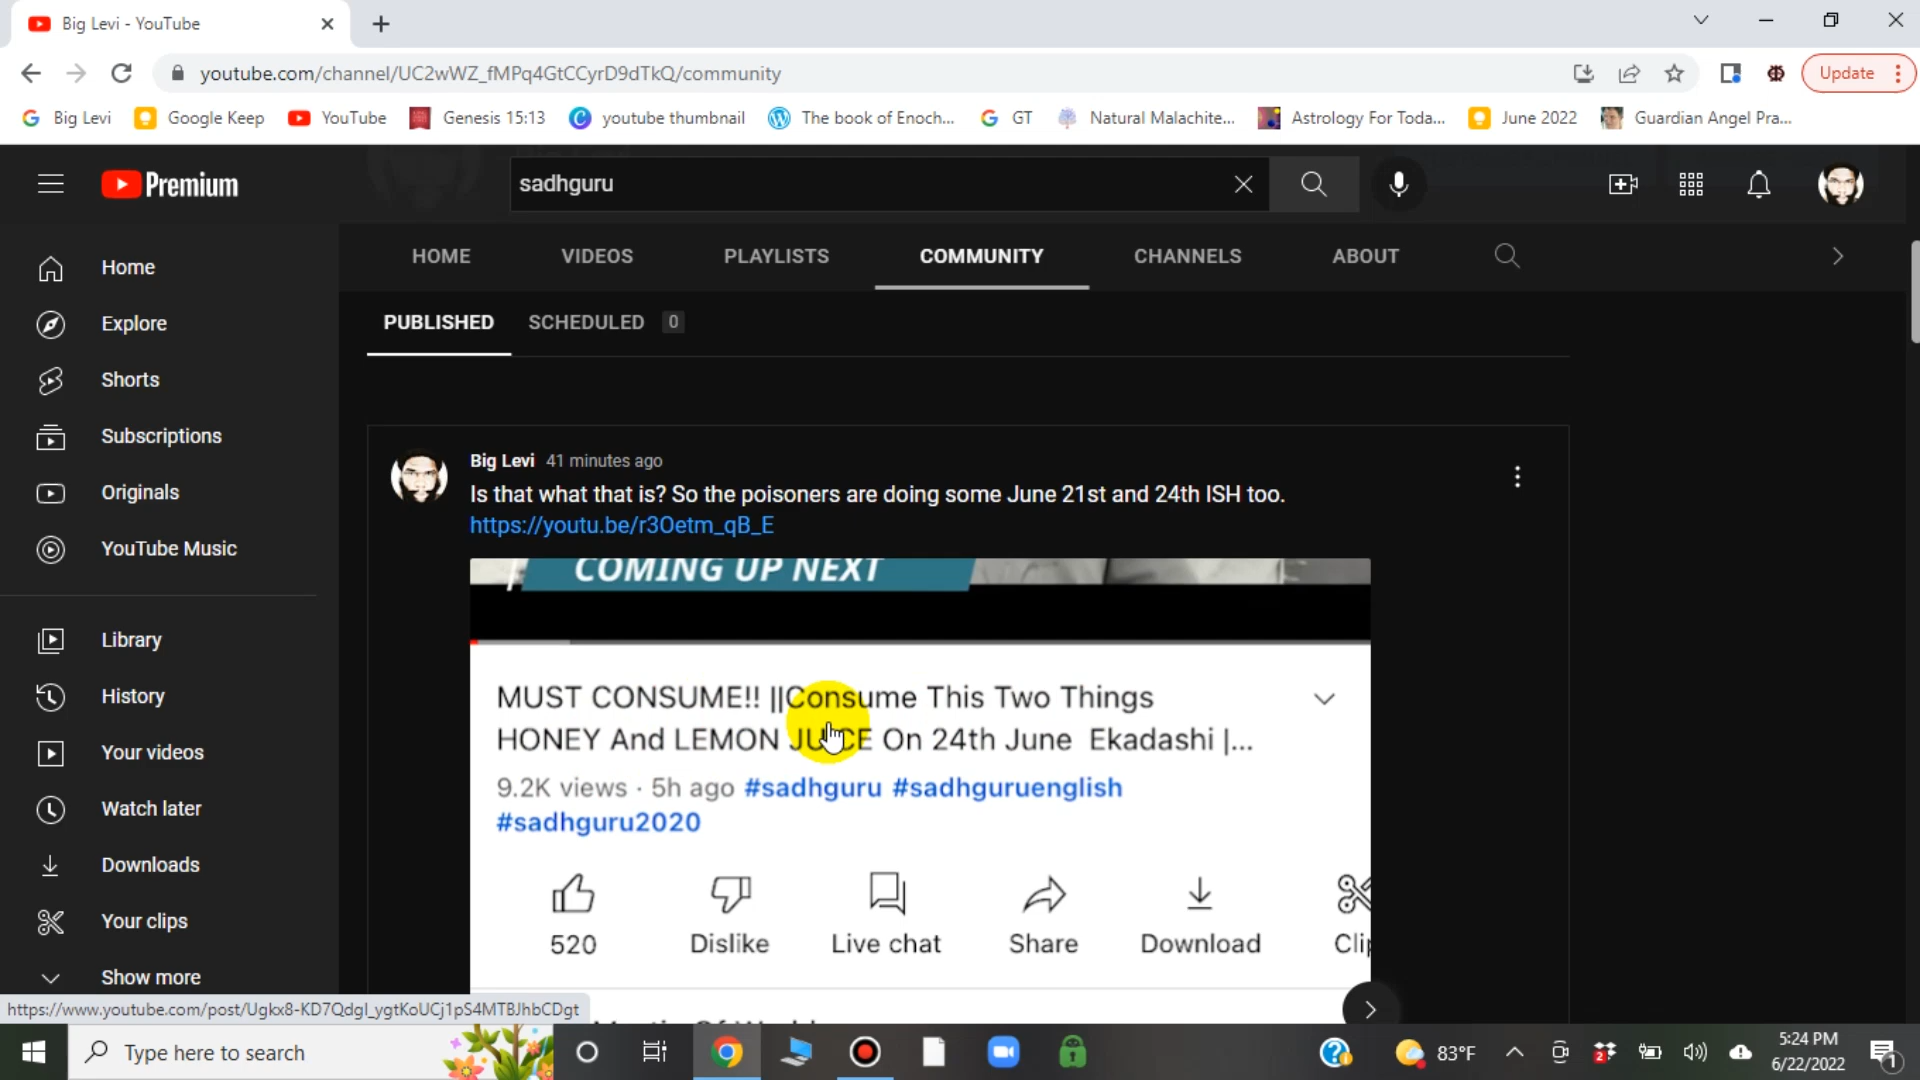 Big Levi - YouTube
youtube.com/channel/UC2wWZ_fMPq4GtCCyrD9dTkQ/community
Update
Big Levi
Google Keep
YouTube
Genesis 15:13
youtube thumbnail
The book of Enoch...
GT
Natural Malachite...
Astrology For Toda...
June 2022
Guardian Angel Pra...
Premium
sadhguru
HOME
VIDEOS
PLAYLISTS
COMMUNITY
CHANNELS
ABOUT
PUBLISHED
SCHEDULED 0
Home
Explore
Shorts
Subscriptions
Originals
YouTube Music
Library
History
Your videos
Watch later
Downloads
Your clips
Show more
Big Levi 41 minutes ago
Is that what that is? So the poisoners are doing some June 21st and 24th ISH too.
https://youtu.be/r3Oetm_qB_E
COMING UP NEXT
MUST CONSUME!! ||Consume This Two Things
HONEY And LEMON JUICE On 24th June Ekadashi |...
9.2K views · 5h ago #sadhguru #sadhguruenglish
#sadhguru2020
520
Dislike
Live chat
Share
Download
Clip
https://www.youtube.com/post/Ugkx8-KD7Qdgl_ygtKoUCj1pS4MTBJhbCDgt
Type here to search
83°F
2
5:24 PM
6/22/2022
1